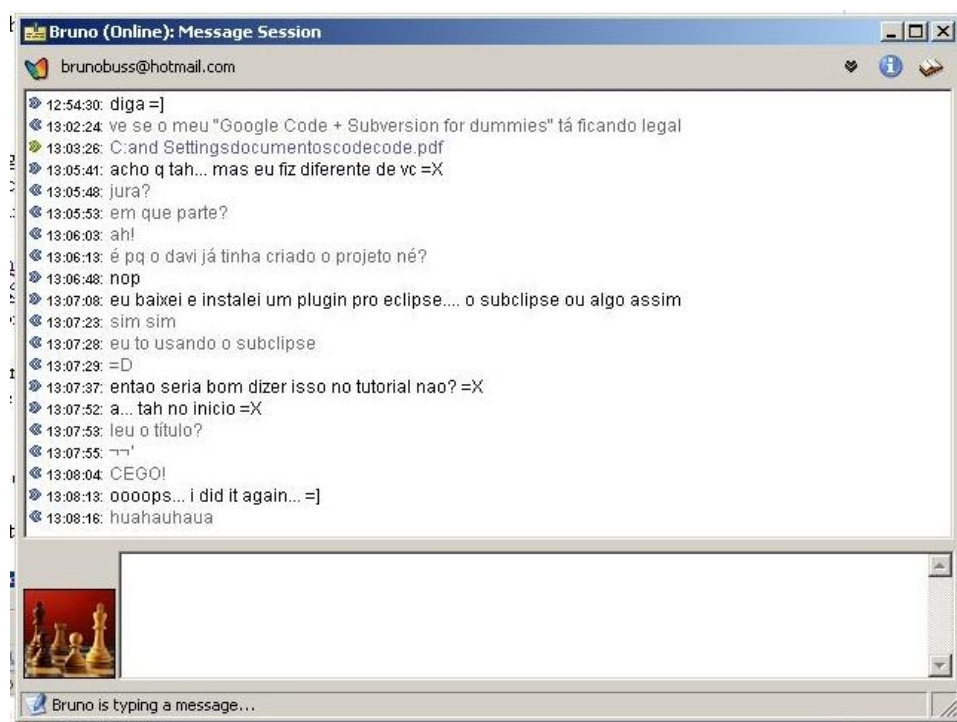 Bruno (Online): Message Session
brunobuss@hotmail.com
12:54:30: diga =]
13:02:24: ve se o meu "Google Code + Subversion for dummies" tá ficando legal
13:03:26: C:and Settingsdocumentoscodecode.pdf
13:05:41: acho q tah... mas eu fiz diferente de vc =X
13:05:48: jura?
13:05:53: em que parte?
13:06:03: ah!
13:06:13: é pq o davi já tinha criado o projeto né?
13:06:48: nop
13:07:08: eu baixei e instalei um plugin pro eclipse.... o subclipse ou algo assim
13:07:23: sim sim
13:07:28: eu to usando o subclipse
13:07:29: =D
13:07:37: entao seria bom dizer isso no tutorial nao? =X
13:07:52: a... tah no inicio =X
13:07:53: leu o título?
13:07:55: ¬¬'
13:08:04: CEGO!
13:08:13: oooops... i did it again... =]
13:08:16: huahauhaua
Bruno is typing a message...